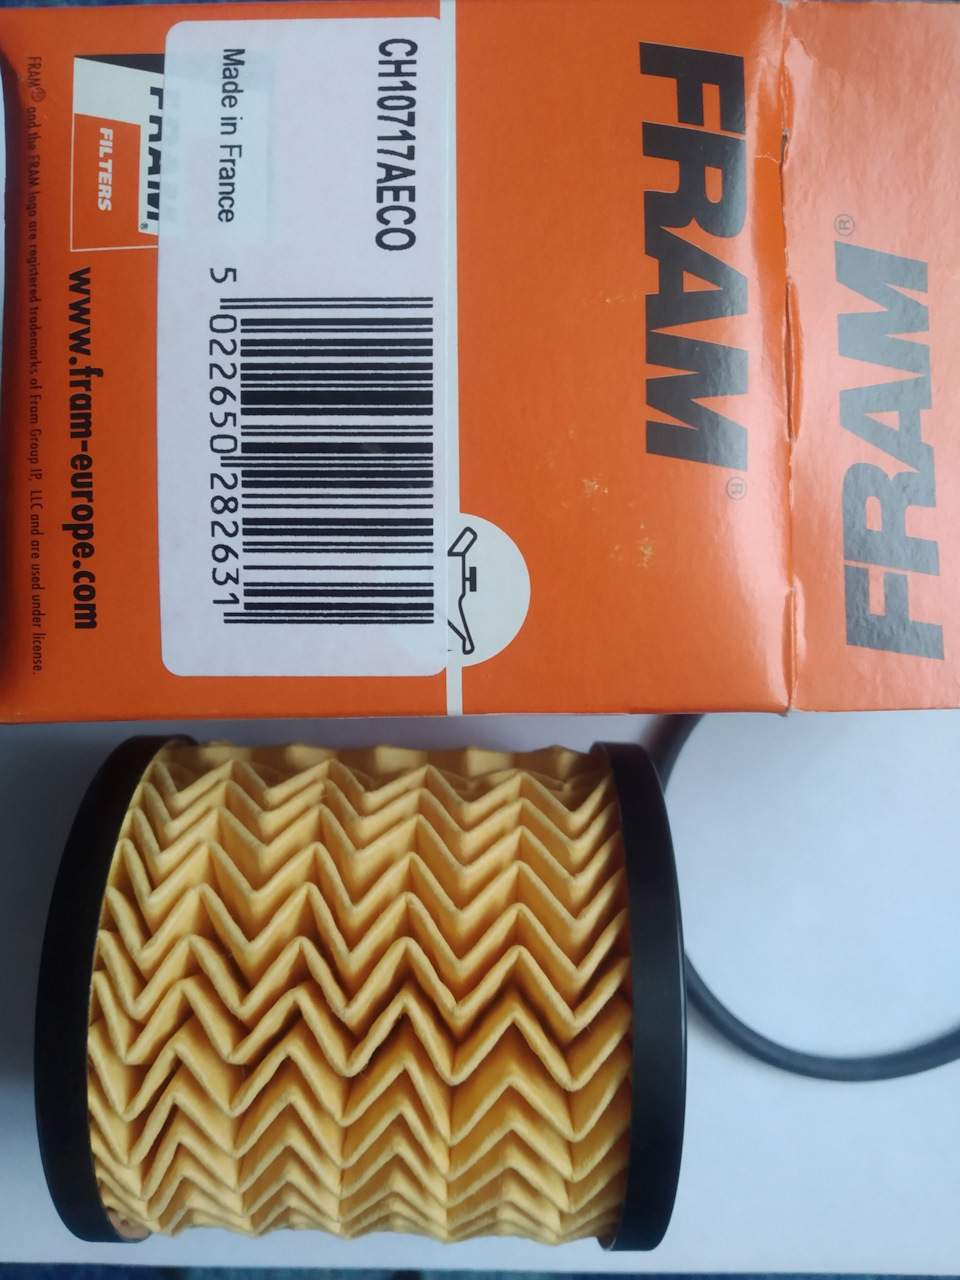 FRAM®
FRAM®
CH10717AECO
Made in France
5 022650 282631
FRAM®
FILTERS
www.fram-europe.com
FRAM® and the FRAM logo are registered trademarks of Fram Group IP, LLC and are used under license.